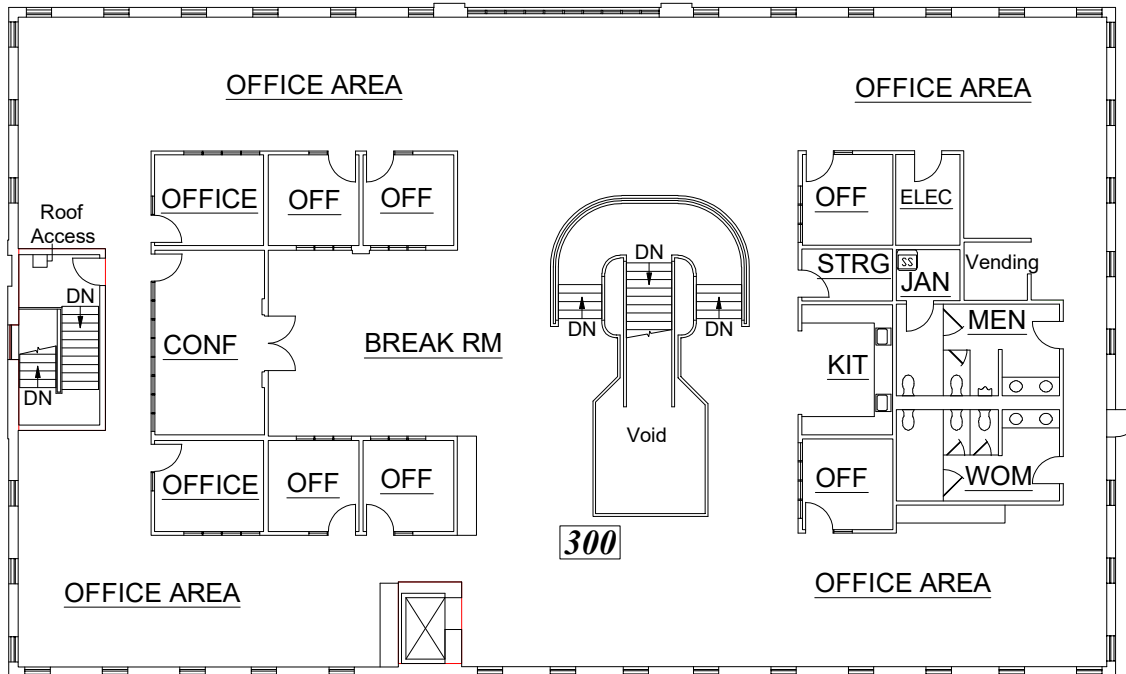 OFFICE AREA
OFFICE AREA
OFFICE
OFF
OFF
OFF
ELEC
Roof
Access
DN
DN
CONF
BREAK RM
DN
DN
DN
STRG
SS
JAN
Vending
MEN
KIT
Void
OFFICE
OFF
OFF
OFF
WOM
300
OFFICE AREA
OFFICE AREA